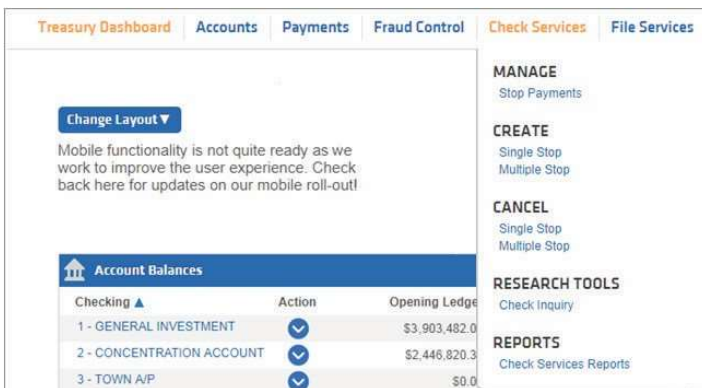 Treasury Dashboard Accounts Payments Fraud Control Check Services File Services
Change Layout▼
Mobile functionality is not quite ready as we
work to improve the user experience. Check
back here for updates on our mobile roll-out!
Account Balances
Checking ▲ Action Opening Ledge
1 - GENERAL INVESTMENT $3,903,482.0
2 - CONCENTRATION ACCOUNT $2,446,820.3
3 - TOWN A/P $0.0
MANAGE
Stop Payments
CREATE
Single Stop
Multiple Stop
CANCEL
Single Stop
Multiple Stop
RESEARCH TOOLS
Check Inquiry
REPORTS
Check Services Reports